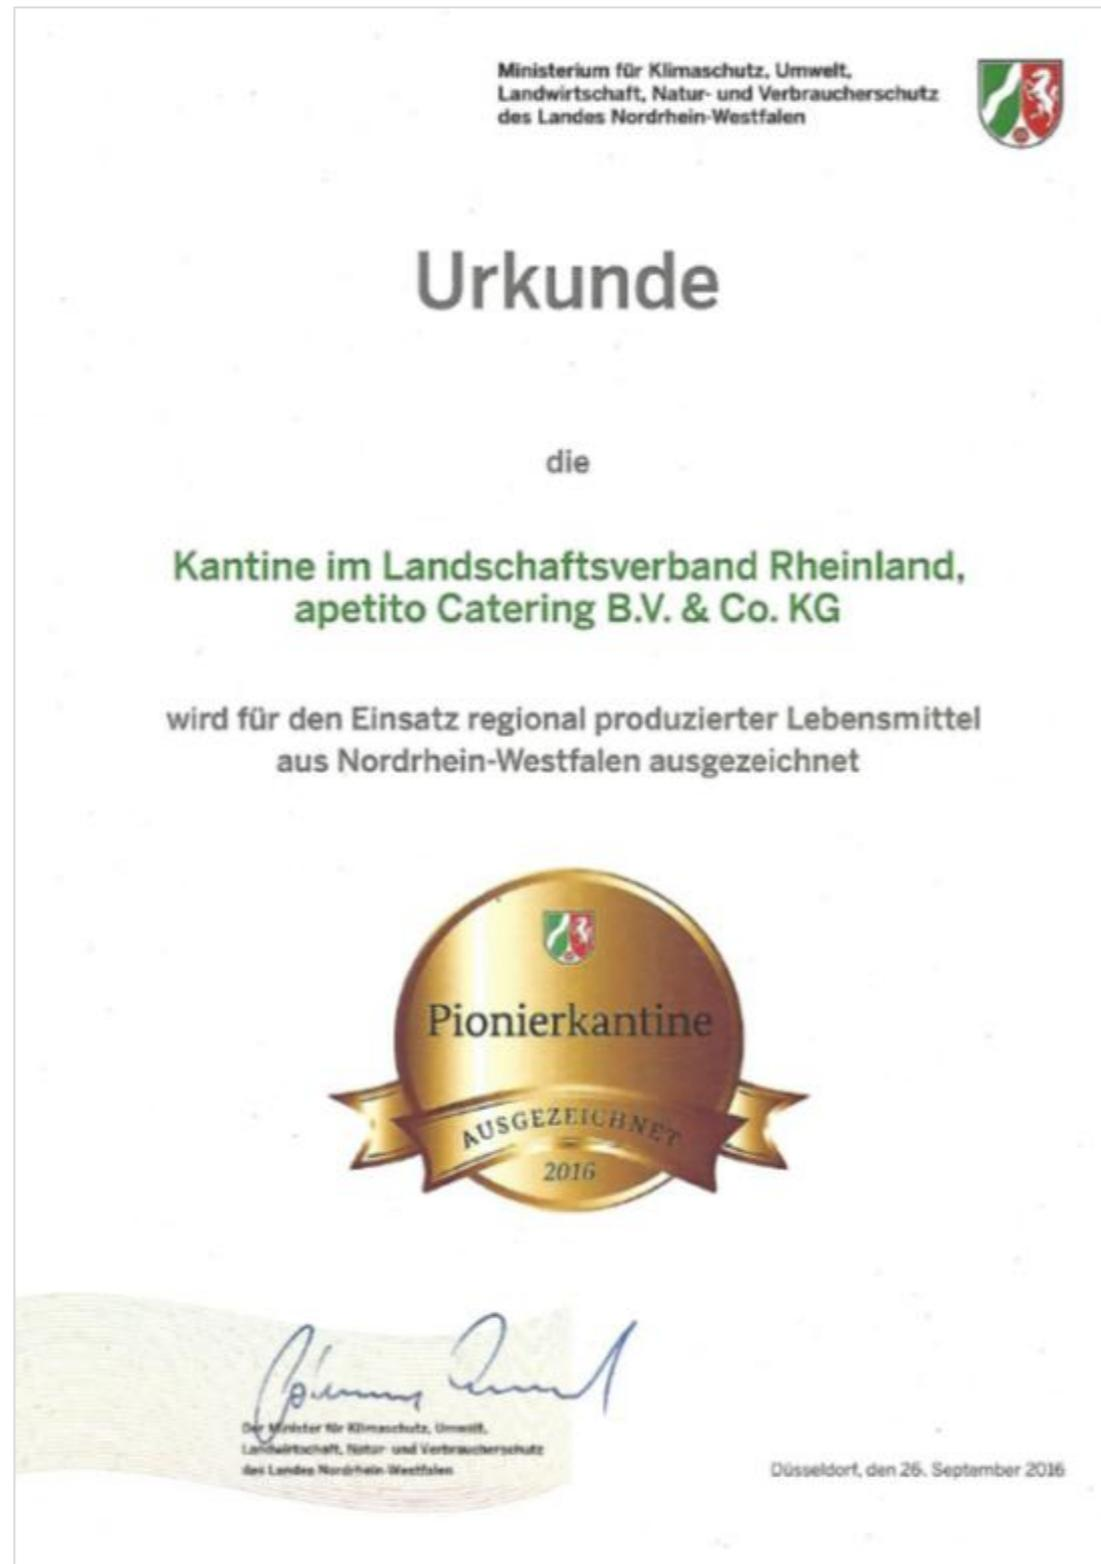 Ministerium für Klimaschutz, Umwelt,
Landwirtschaft, Natur- und Verbraucherschutz
des Landes Nordrhein-Westfalen
Urkunde
die
Kantine im Landschaftsverband Rheinland,
apetito Catering B.V. & Co. KG
wird für den Einsatz regional produzierter Lebensmittel
aus Nordrhein-Westfalen ausgezeichnet
Pionierkantine
AUSGEZEICHNET
2016
Der Minister für Klimaschutz, Umwelt,
Landwirtschaft, Natur- und Verbraucherschutz
des Landes Nordrhein-Westfalen
Düsseldorf, den 26. September 2016